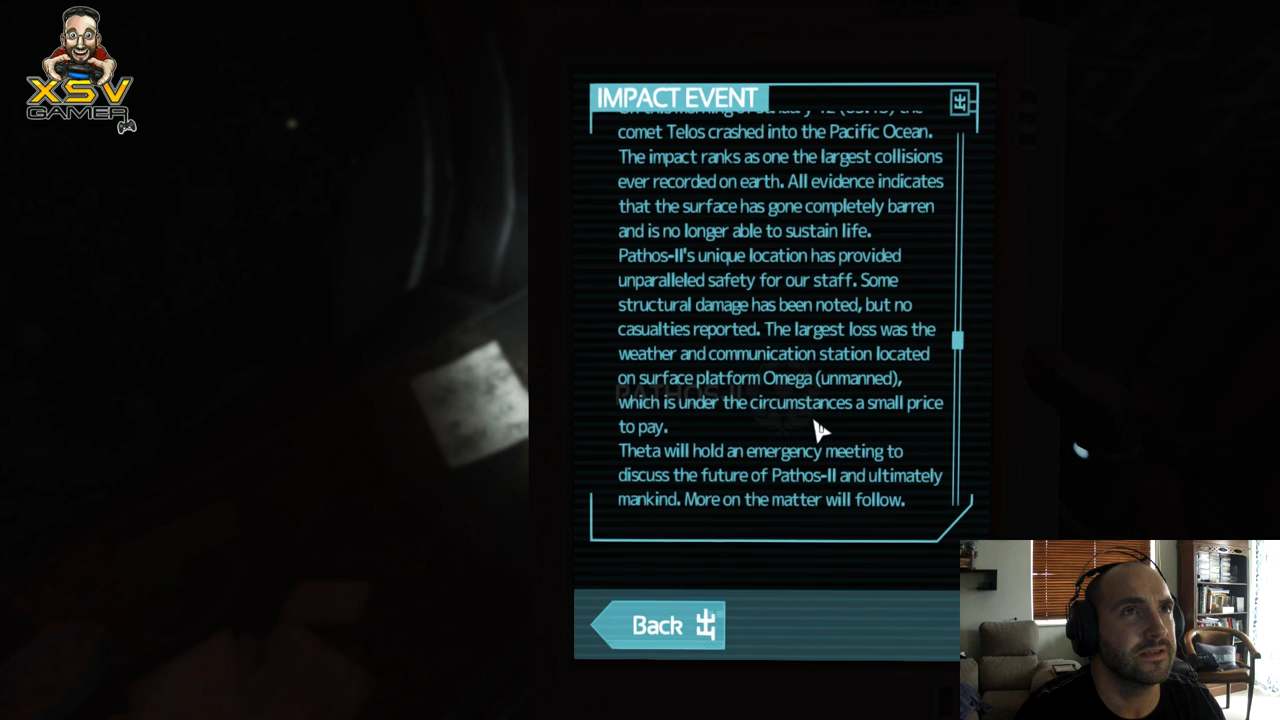 XSV
GAMER
IMPACT EVENT
comet Telos crashed into the Pacific Ocean.
The impact ranks as one the largest collisions
ever recorded on earth. All evidence indicates
that the surface has gone completely barren
and is no longer able to sustain life.
Pathos-II's unique location has provided
unparalleled safety for our staff. Some
structural damage has been noted, but no
casualties reported. The largest loss was the
weather and communication station located
on surface platform Omega (unmanned),
which is under the circumstances a small price
to pay.
Theta will hold an emergency meeting to
discuss the future of Pathos-II and ultimately
mankind. More on the matter will follow.
Back